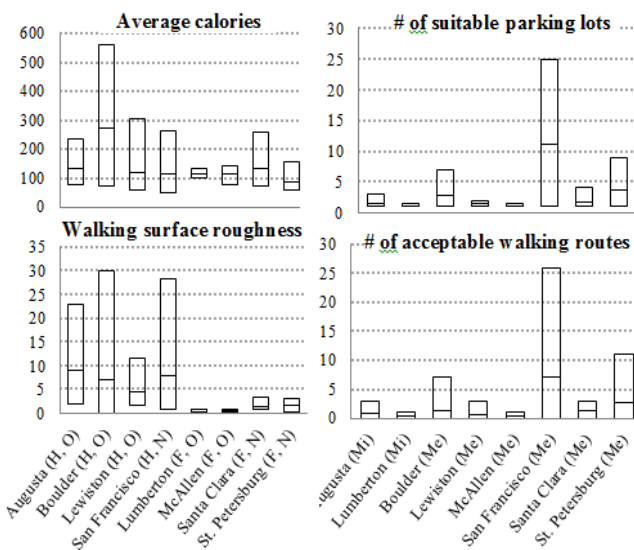 Average calories
600
500
400
300
200
100
0
# of suitable parking lots
30
25
20
15
10
5
0
Walking surface roughness
35
30
25
20
15
10
5
0
Augusta (H, O)
Boulder (H, O)
Lewiston (H, O)
San Francisco (H, N)
Lumberton (F, O)
McAllen (F, O)
Santa Clara (F, N)
St. Petersburg (F, N)
# of acceptable walking routes
30
25
20
15
10
5
0
ugusta (Mi)
Lumberton (Mi)
Boulder (Me)
Lewiston (Me)
McAllen (Me)
San Francisco (Me)
Santa Clara (Me)
St. Petersburg (Me)